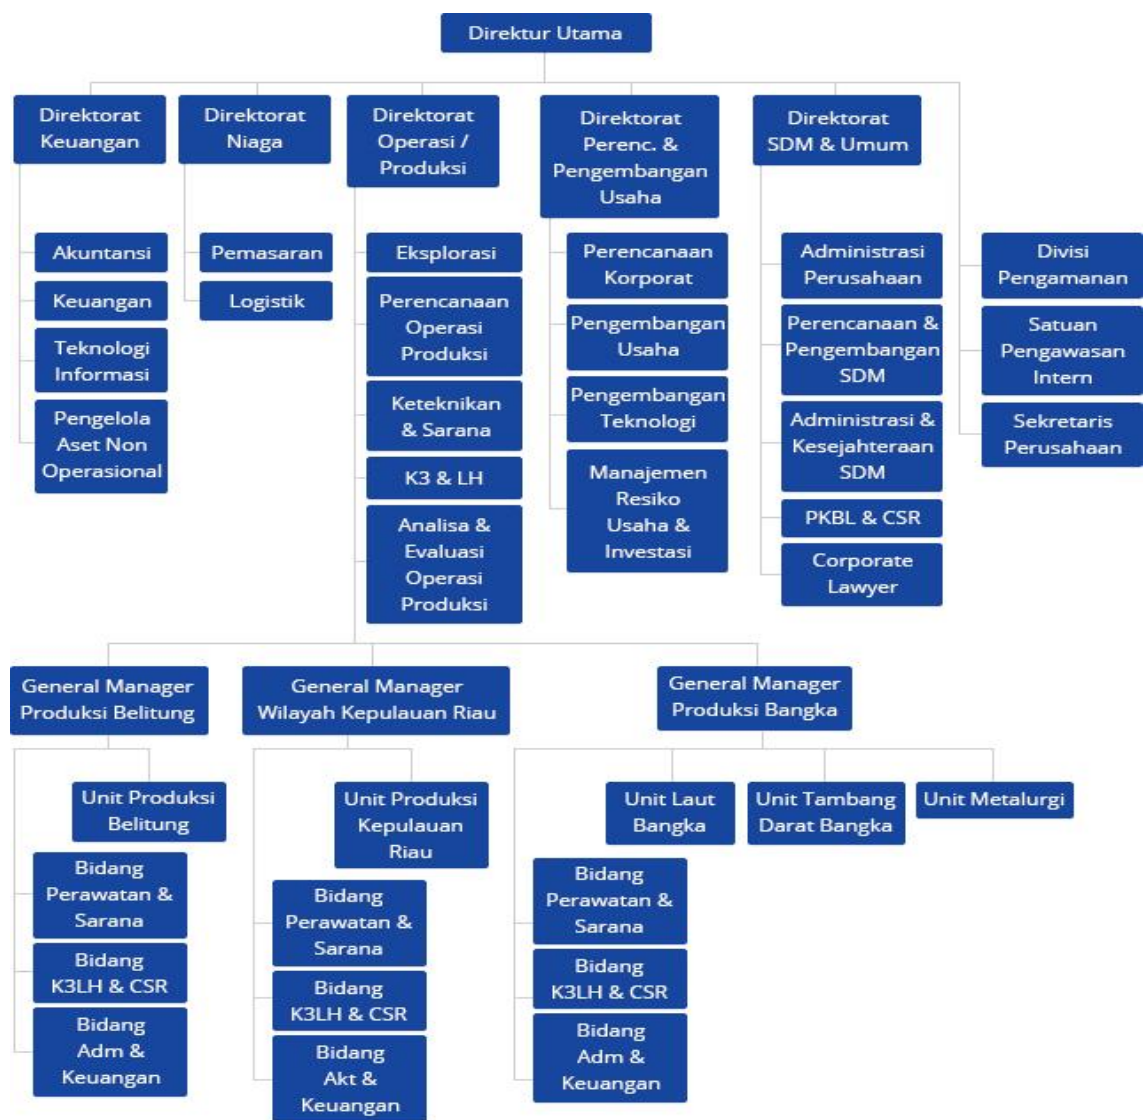 Direktur Utama
Direktorat
Keuangan
Direktorat
Niaga
Direktorat
Operasi /
Produksi
Direktorat
Perenc. &
Pengembangan
Usaha
Direktorat
SDM & Umum
Akuntansi
Keuangan
Teknologi
Informasi
Pengelola
Aset Non
Operasional
Pemasaran
Logistik
Eksplorasi
Perencanaan
Operasi
Produksi
Keteknikan
& Sarana
K3 & LH
Analisa &
Evaluasi
Operasi
Produksi
Perencanaan
Korporat
Pengembangan
Usaha
Pengembangan
Teknologi
Manajemen
Resiko
Usaha &
Investasi
Administrasi
Perusahaan
Perencanaan &
Pengembangan
SDM
Administrasi &
Kesejahteraan
SDM
PKBL & CSR
Corporate
Lawyer
Divisi
Pengamanan
Satuan
Pengawasan
Intern
Sekretaris
Perusahaan
General Manager
Produksi Belitung
General Manager
Wilayah Kepulauan Riau
General Manager
Produksi Bangka
Unit Produksi
Belitung
Bidang
Perawatan &
Sarana
Bidang
K3LH & CSR
Bidang
Adm &
Keuangan
Unit Produksi
Kepulauan
Riau
Bidang
Perawatan &
Sarana
Bidang
K3LH & CSR
Bidang
Akt &
Keuangan
Unit Laut
Bangka
Unit Tambang
Darat Bangka
Unit Metalurgi
Bidang
Perawatan &
Sarana
Bidang
K3LH & CSR
Bidang
Adm &
Keuangan